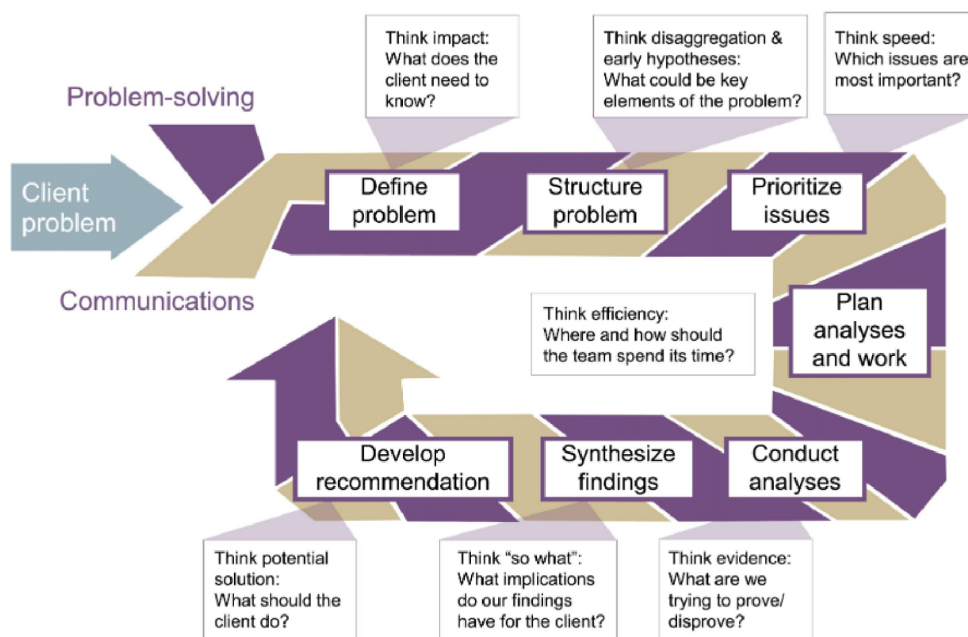 Think impact:
What does the
client need to
know?
Think disaggregation &
early hypotheses:
What could be key
elements of the problem?
Think speed:
Which issues are
most important?
Problem-solving
Client
problem
Define
problem
Structure
problem
Prioritize
issues
Communications
Think efficiency:
Where and how should
the team spend its time?
Plan
analyses
and work
Develop
recommendation
Synthesize
findings
Conduct
analyses
Think potential
solution:
What should the
client do?
Think “so what”:
What implications
do our findings
have for the client?
Think evidence:
What are we
trying to prove/
disprove?